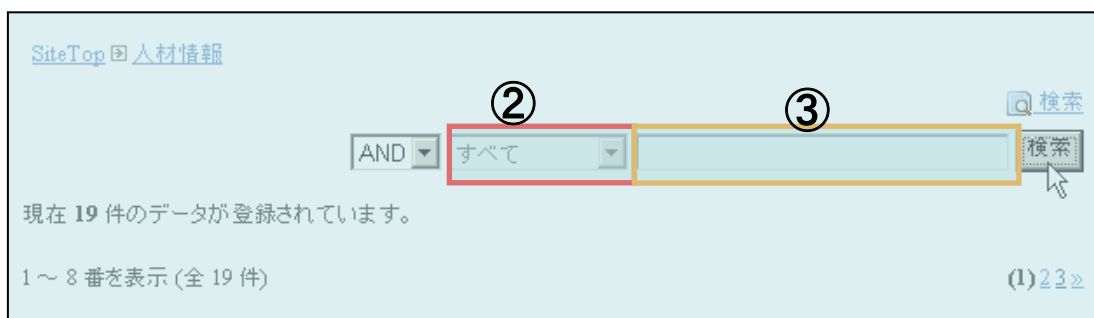 SiteTop 人材情報
② ③
検索
AND すべて 検索
現在 19 件のデータが登録されています。
1～ 8 番を表示 (全 19 件) (1) 2 3 »